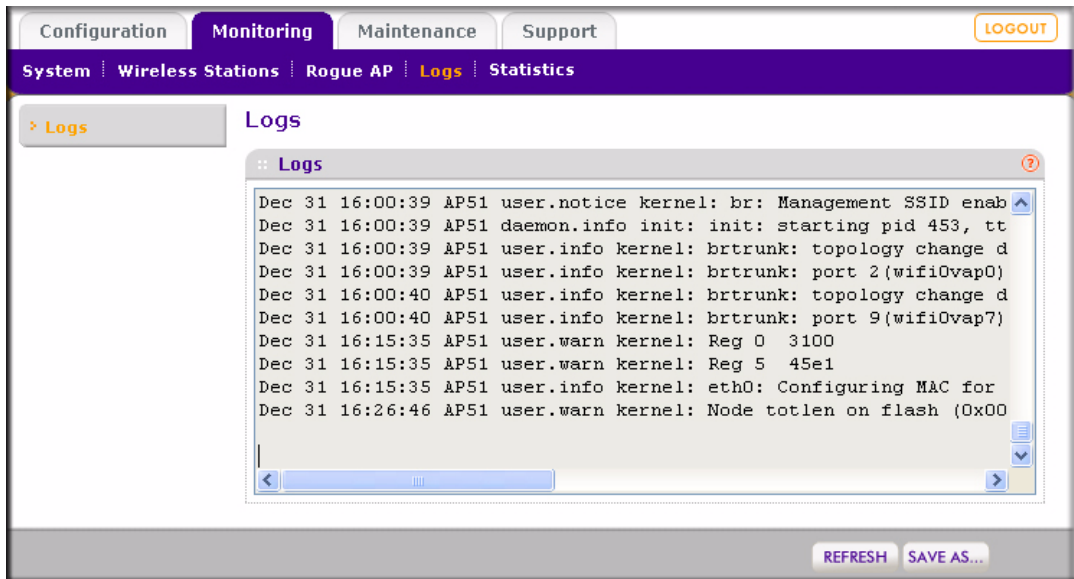 Configuration Monitoring Maintenance Support LOGOUT
System Wireless Stations Rogue AP Logs Statistics
Logs
Logs
Logs
Dec 31 16:00:39 AP51 user.notice kernel: br: Management SSID enab
Dec 31 16:00:39 AP51 daemon.info init: init: starting pid 453, tt
Dec 31 16:00:39 AP51 user.info kernel: brtrunk: topology change d
Dec 31 16:00:39 AP51 user.info kernel: brtrunk: port 2(wifi0vap0)
Dec 31 16:00:40 AP51 user.info kernel: brtrunk: topology change d
Dec 31 16:00:40 AP51 user.info kernel: brtrunk: port 9(wifi0vap7)
Dec 31 16:15:35 AP51 user.warn kernel: Reg 0  3100
Dec 31 16:15:35 AP51 user.warn kernel: Reg 5  45e1
Dec 31 16:15:35 AP51 user.info kernel: eth0: Configuring MAC for
Dec 31 16:26:46 AP51 user.warn kernel: Node totlen on flash (0x00
REFRESH SAVE AS...